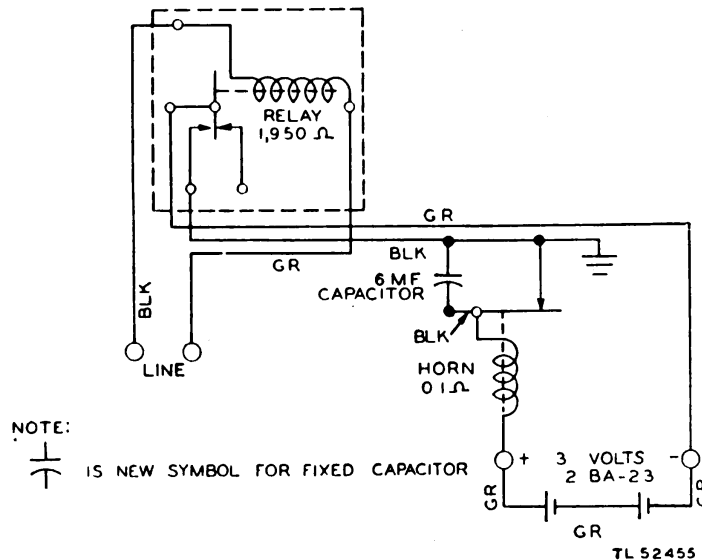 RELAY
1,950 Ω
GR
BLK
GR
6 MF
CAPACITOR
BLK
BLK
LINE
HORN
0 1 Ω
NOTE:
IS NEW SYMBOL FOR FIXED CAPACITOR
+ 3 VOLTS -
2 BA-23
GR
GR
GR
TL 52455